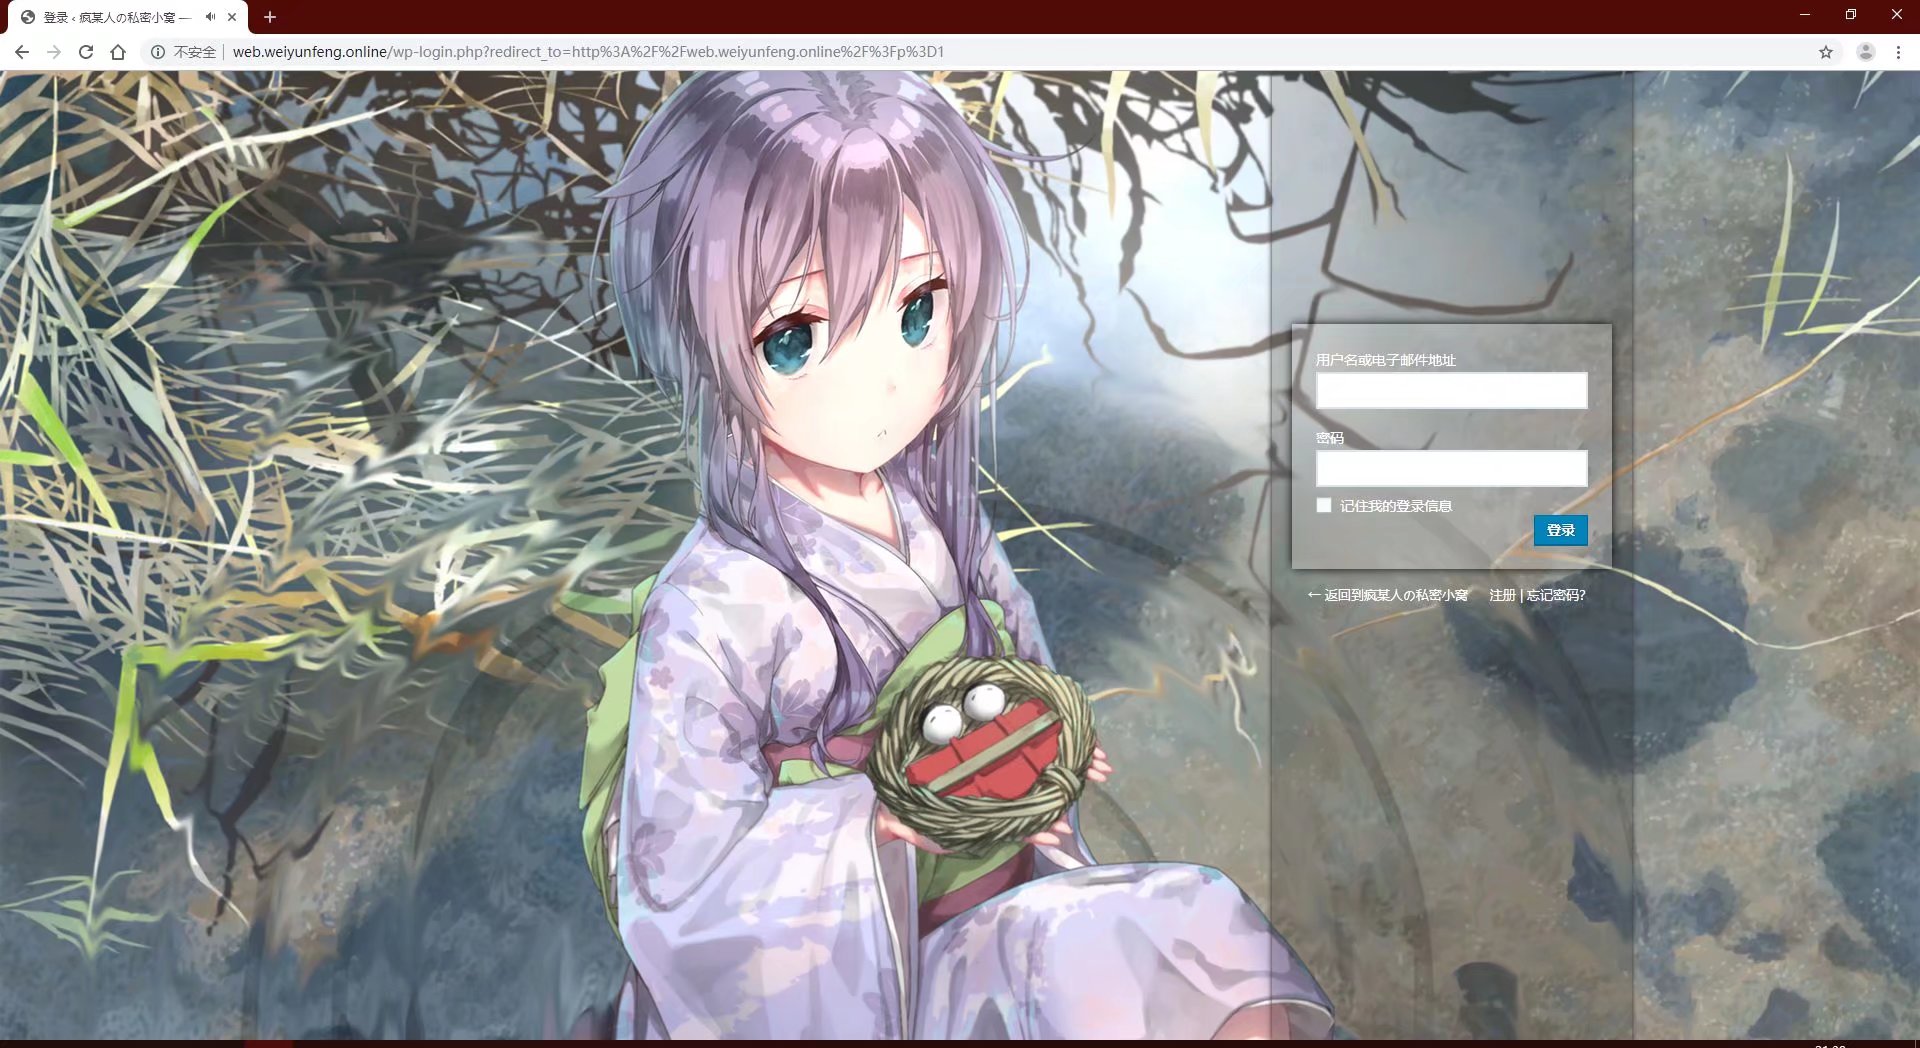 登录 ‹ 疯某人の私密小窝 —
不安全 | web.weiyunfeng.online/wp-login.php?redirect_to=http%3A%2F%2Fweb.weiyunfeng.online%2F%3Fp%3D1
用户名或电子邮件地址
密码
记住我的登录信息
登录
← 返回到疯某人の私密小窝 注册 | 忘记密码?